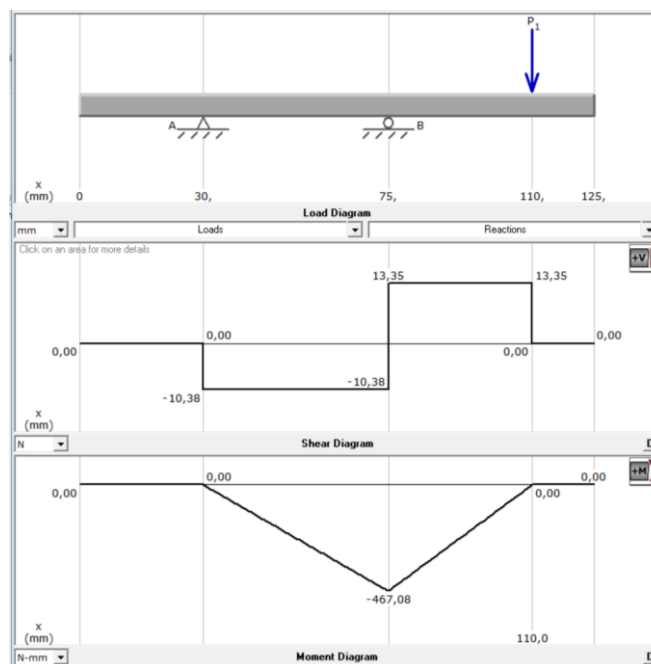 P1
A
B
x
(mm)
0
30,
75,
110,
125,
Load Diagram
mm
Loads
Reactions
Click on an area for more details
+V
13,35
13,35
0,00
0,00
0,00
0,00
-10,38
-10,38
x
(mm)
N
Shear Diagram
+M
0,00
0,00
0,00
0,00
-467,08
x
(mm)
110,0
N-mm
Moment Diagram